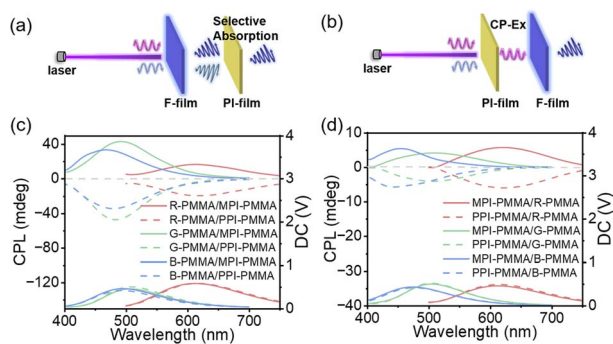 (a)
Selective
Absorption
laser
F-film
PI-film
(b)
CP-Ex
laser
PI-film
F-film
(c)
CPL (mdeg)
40
0
−40
−80
−120
R-PMMA/MPI-PMMA
R-PMMA/PPI-PMMA
G-PMMA/MPI-PMMA
G-PMMA/PPI-PMMA
B-PMMA/MPI-PMMA
B-PMMA/PPI-PMMA
4
3
2
1
0
DC (V)
400 500 600 700
Wavelength (nm)
(d)
CPL (mdeg)
10
0
−10
−20
−30
−40
MPI-PMMA/R-PMMA
PPI-PMMA/R-PMMA
MPI-PMMA/G-PMMA
PPI-PMMA/G-PMMA
MPI-PMMA/B-PMMA
PPI-PMMA/B-PMMA
4
3
2
1
0
DC (V)
400 500 600 700
Wavelength (nm)